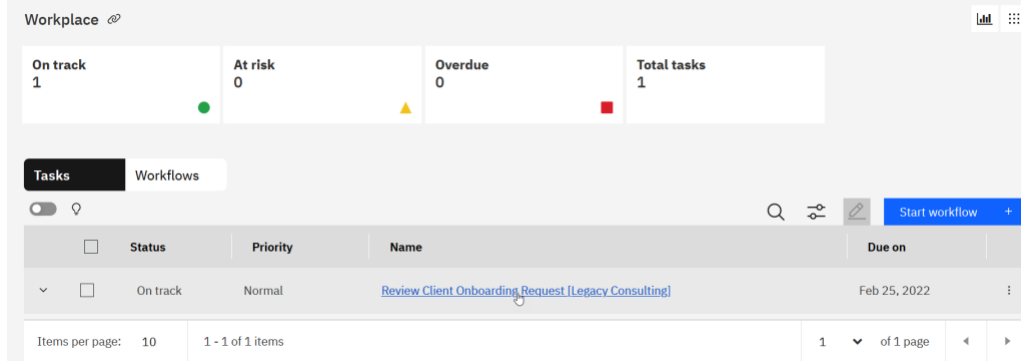 Workplace
On track
1
At risk
0
Overdue
0
Total tasks
1
Tasks Workflows
Start workflow +
Status Priority Name Due on
On track Normal Review Client Onboarding Request [Legacy Consulting] Feb 25, 2022
Items per page: 10 1 - 1 of 1 items 1 of 1 page